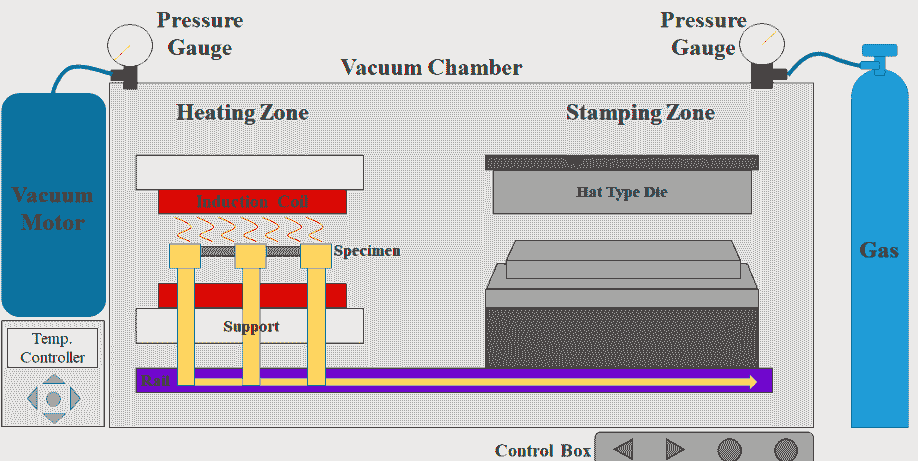 Pressure
Gauge
Pressure
Gauge
Vacuum Chamber
Heating Zone
Stamping Zone
Vacuum
Motor
Induction Coil
Hat Type Die
Specimen
Gas
Support
Temp.
Controller
Rail
Control Box